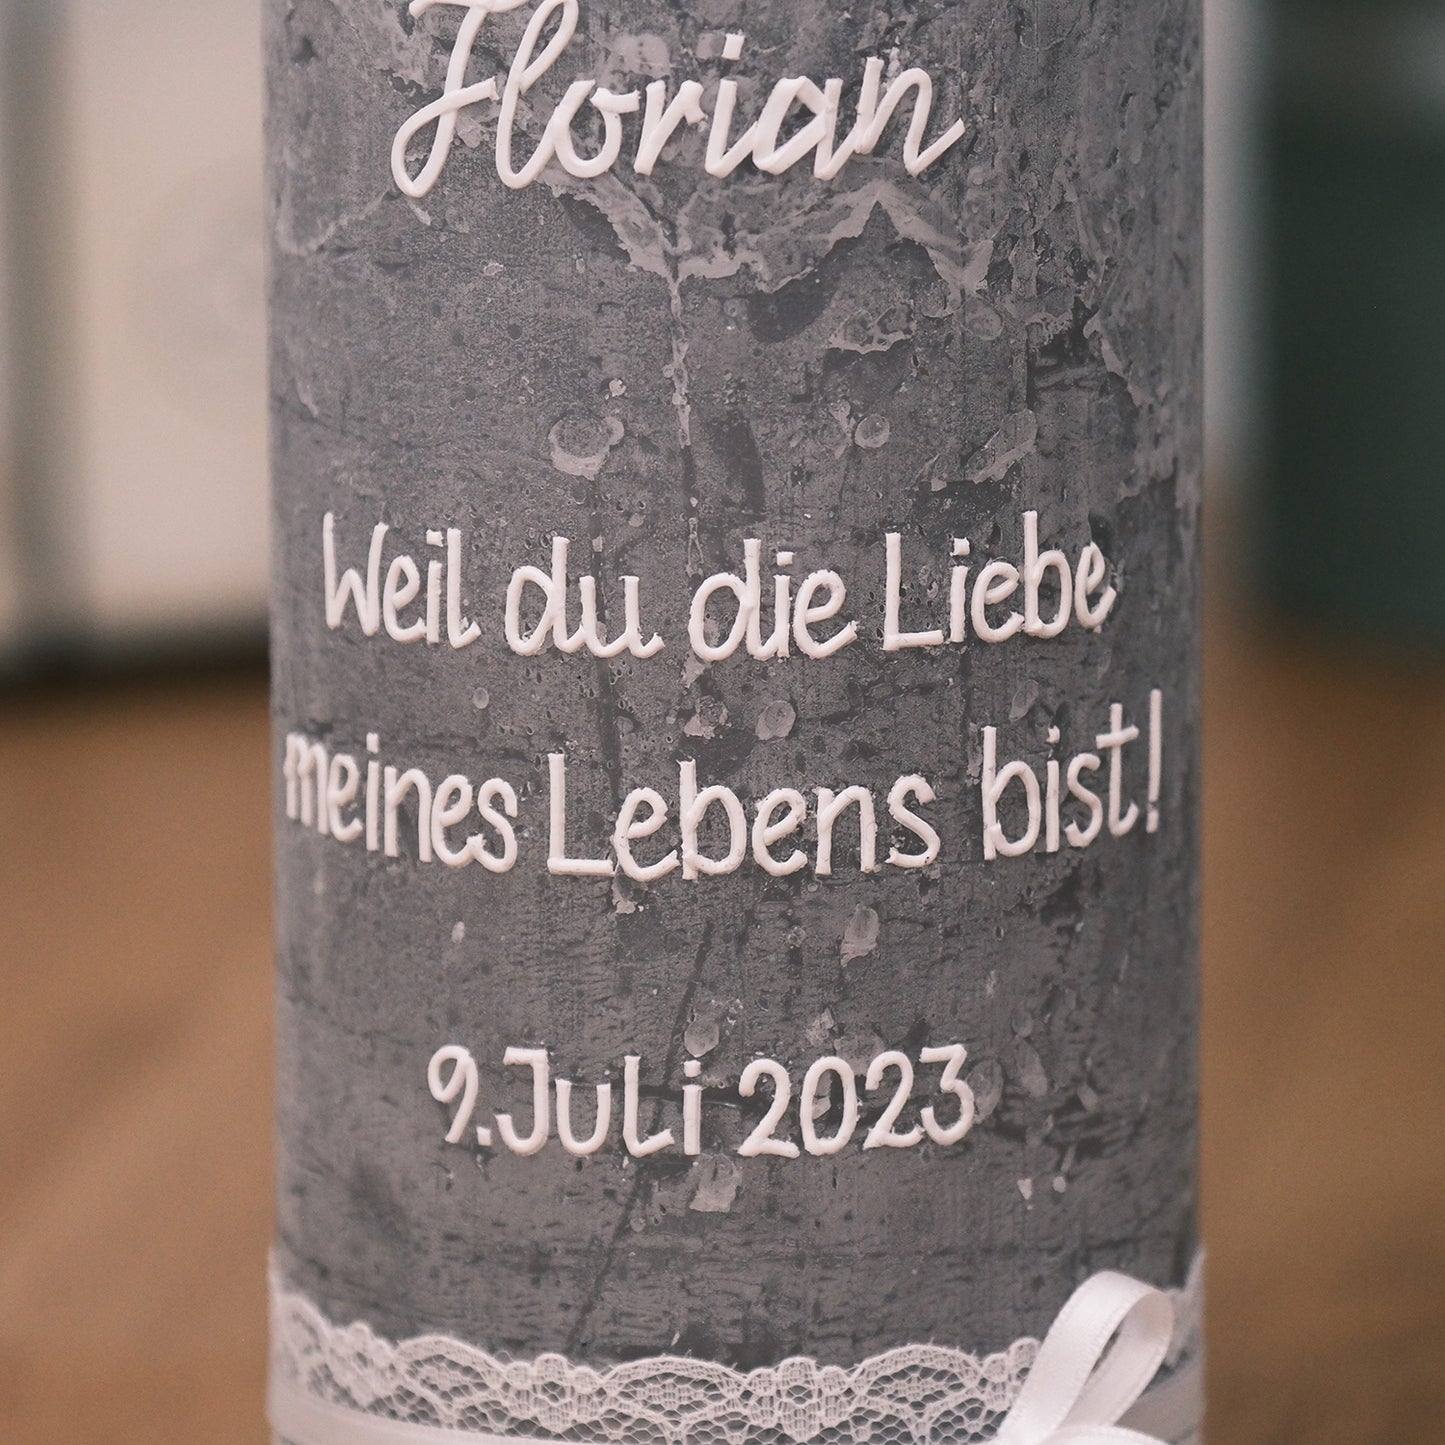 Florian
Weil du die Liebe
meines Lebens bist!
9. Juli 2023